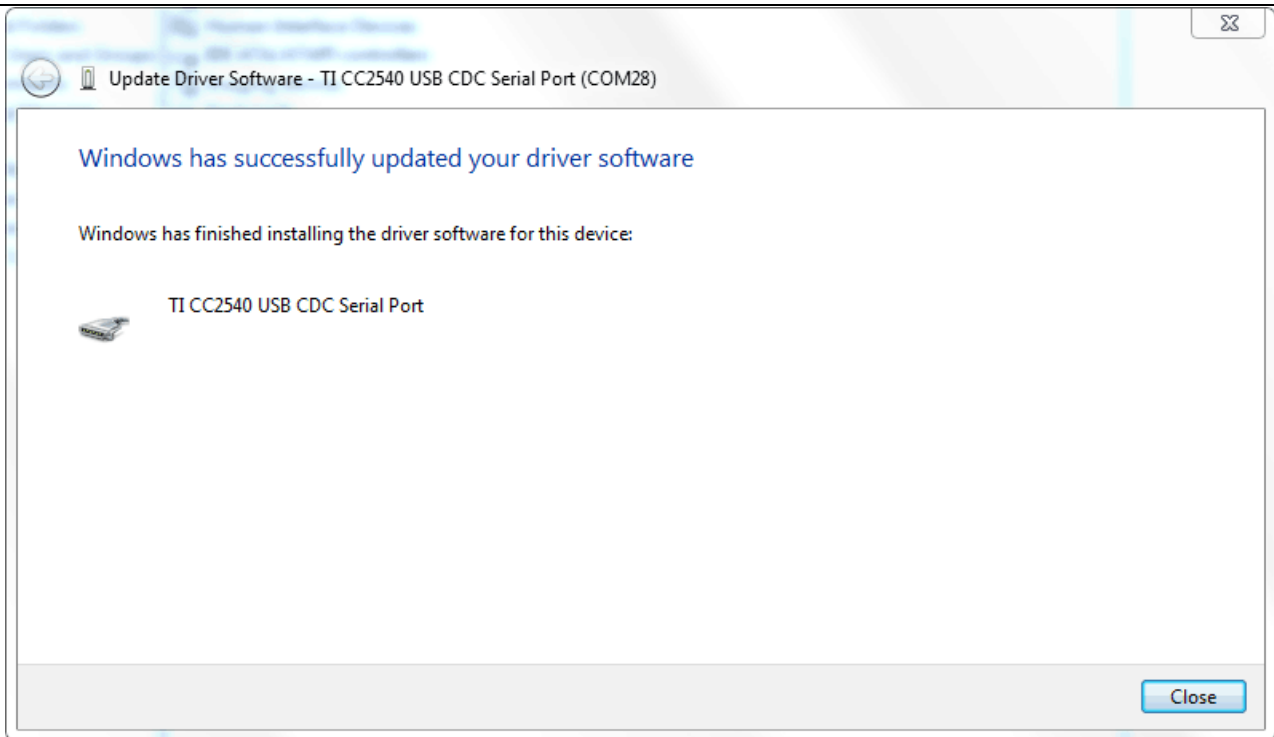 Update Driver Software - TI CC2540 USB CDC Serial Port (COM28)
Windows has successfully updated your driver software
Windows has finished installing the driver software for this device:
TI CC2540 USB CDC Serial Port
Close